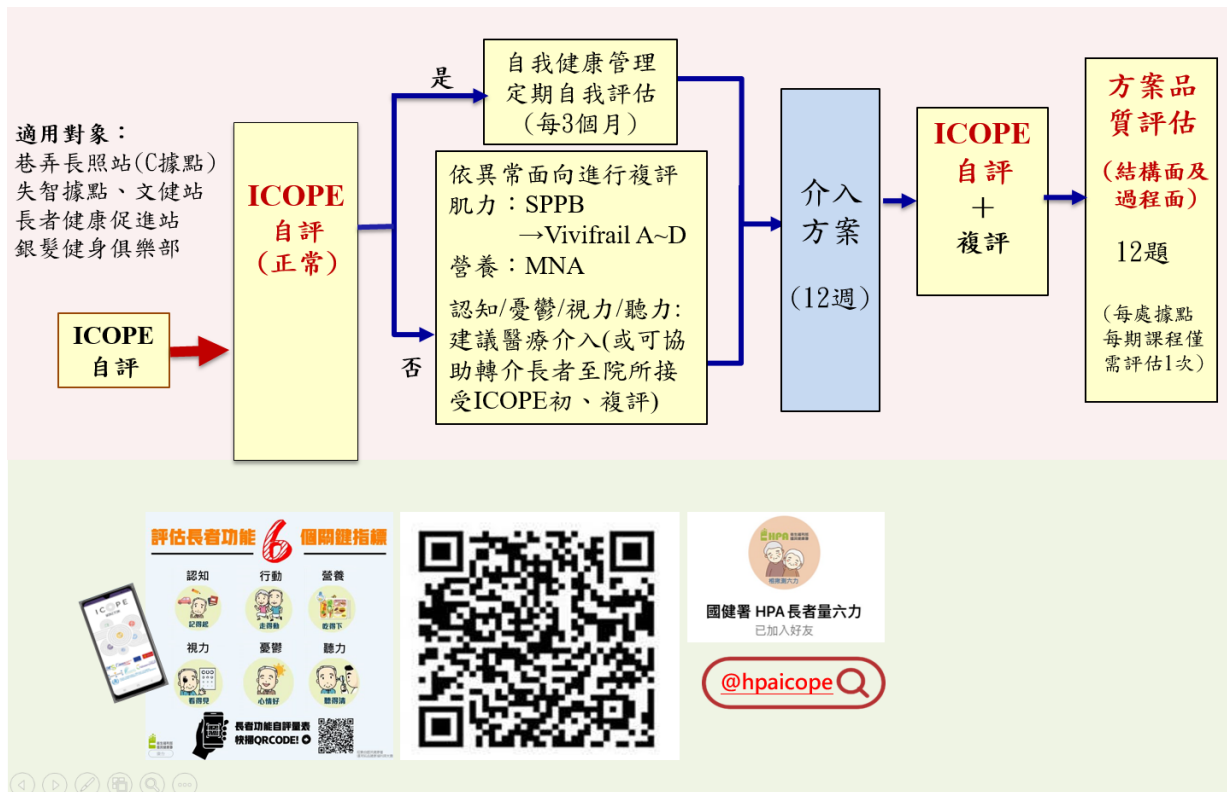 適用對象：
巷弄長照站(C據點)
失智據點、文健站
長者健康促進站
銀髮健身俱樂部
ICOPE
自評
ICOPE
自評
(正常)
是
自我健康管理
定期自我評估
(每3個月)
否
依異常面向進行複評
肌力：SPPB
→Vivifrail A~D
營養：MNA
認知/憂鬱/視力/聽力:
建議醫療介入(或可協
助轉介長者至院所接
受ICOPE初、複評)
介入
方案
(12週)
ICOPE
自評
＋
複評
方案品
質評估
(結構面及
過程面)
12題
(每處據點
每期課程僅
需評估1次)
ICOPE
評估長者功能6個關鍵指標
認知 行動 營養
記得起 走得動 吃得下
視力 憂鬱 聽力
看得見 心情好 聽得清
長者功能自評量表
快掃QRCODE!
HPA
國健署 HPA 長者量六力
已加入好友
@hpaicope